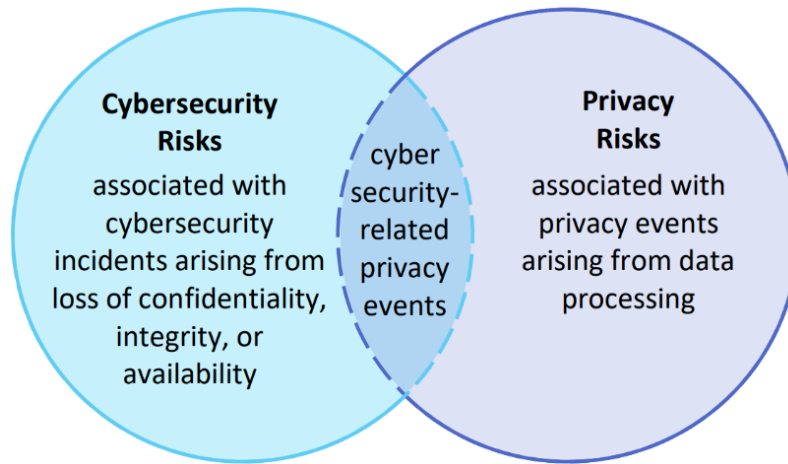 Cybersecurity
Risks
associated with
cybersecurity
incidents arising from
loss of confidentiality,
integrity, or
availability
cyber
security-
related
privacy
events
Privacy
Risks
associated with
privacy events
arising from data
processing